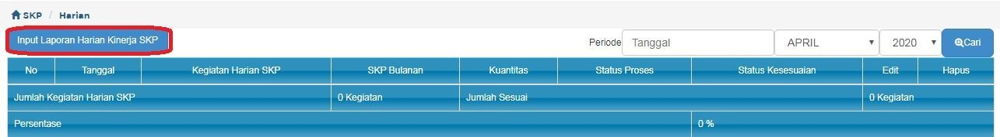 SKP / Harian
Input Laporan Harian Kinerja SKP Periode Tanggal APRIL 2020 Cari
No Tanggal Kegiatan Harian SKP SKP Bulanan Kuantitas Status Proses Status Kesesuaian Edit Hapus
Jumlah Kegiatan Harian SKP 0 Kegiatan Jumlah Sesuai 0 Kegiatan
Persentase 0 %